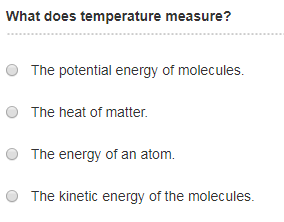 What does temperature measure?
The potential energy of molecules.
The heat of matter.
The energy of an atom.
The kinetic energy of the molecules.